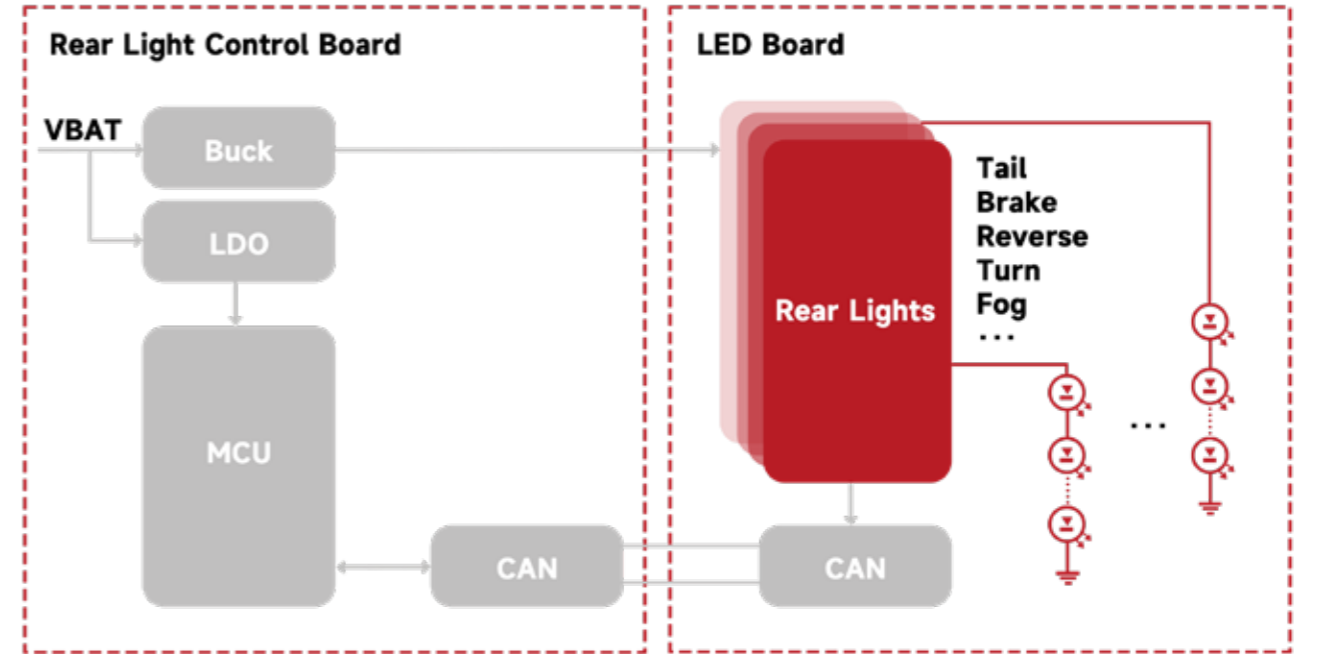 Rear Light Control Board
VBAT
Buck
LDO
MCU
CAN
LED Board
Rear Lights
Tail
Brake
Reverse
Turn
Fog
...
...
CAN